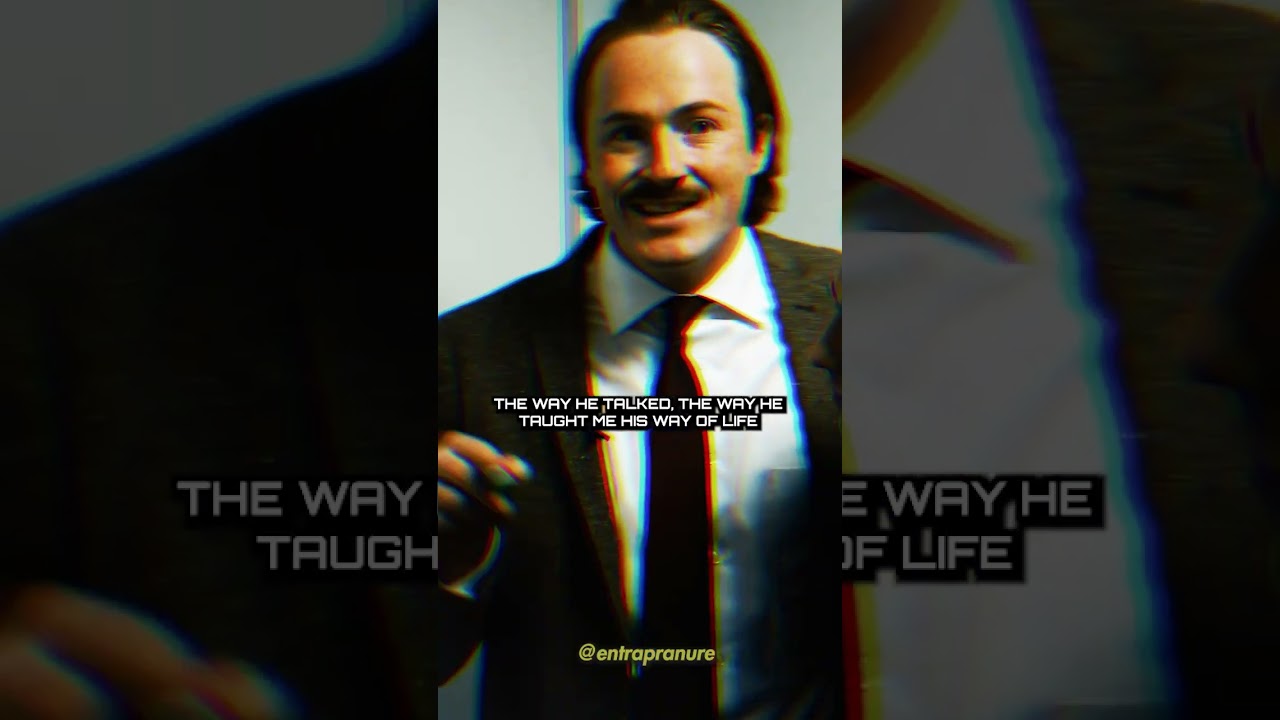 THE WAY HE TALKED, THE WAY HE
TAUGHT ME HIS WAY OF LIFE
THE WAY
E WAY HE
TAUGH
OF LIFE
@entrapranure